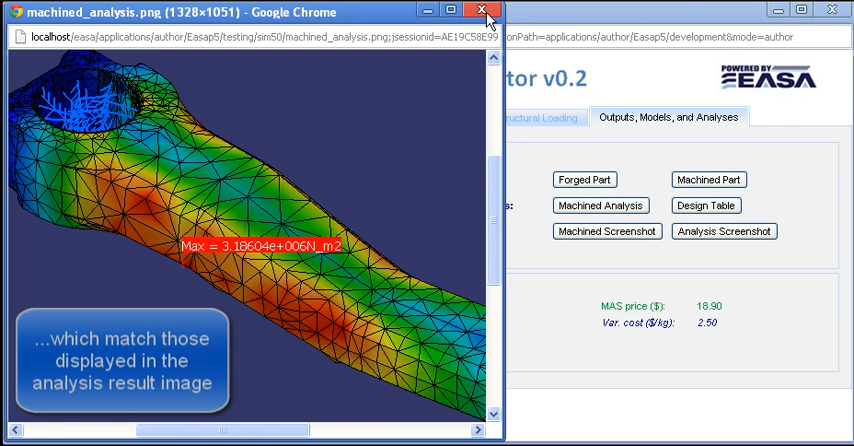 machined_analysis.png (1328×1051) - Google Chrome
localhost/easa/applications/author/Easap5/testing/sim50/machined_analysis.png;jsessionid=AE19C58E99
onPath=applications/author/Easap5/development&mode=author
tor v0.2
POWERED BY
EASA
ructural Loading
Outputs, Models, and Analyses
Forged Part
Machined Part
s:
Machined Analysis
Design Table
Machined Screenshot
Analysis Screenshot
Max = 3.18604e+006N_m2
MAS price ($):
18.90
Var. cost ($/kg):
2.50
...which match those
displayed in the
analysis result image